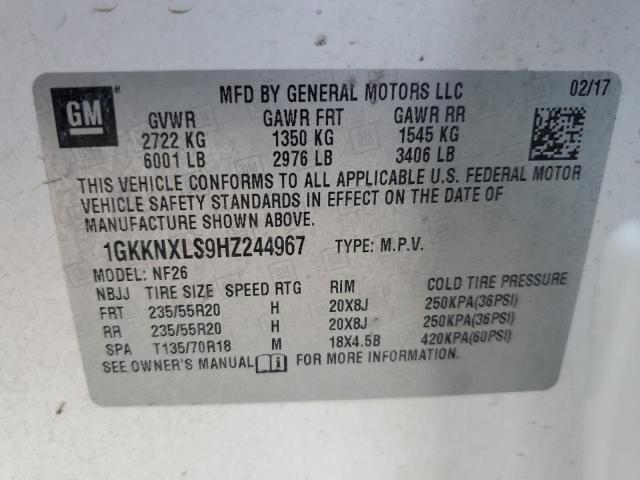 GM
MFD BY GENERAL MOTORS LLC 02/17
GVWR GAWR FRT GAWR RR
2722 KG 1350 KG 1545 KG
6001 LB 2976 LB 3406 LB
THIS VEHICLE CONFORMS TO ALL APPLICABLE U.S. FEDERAL MOTOR
VEHICLE SAFETY STANDARDS IN EFFECT ON THE DATE OF
MANUFACTURE SHOWN ABOVE.
1GKKNXLS9HZ244967 TYPE: M.P.V.
MODEL: NF26
NBJJ TIRE SIZE SPEED RTG RIM COLD TIRE PRESSURE
FRT 235/55R20 H 20X8J 250KPA(36PSI)
RR 235/55R20 H 20X8J 250KPA(36PSI)
SPA T135/70R18 M 18X4.5B 420KPA(60PSI)
SEE OWNER'S MANUAL FOR MORE INFORMATION.